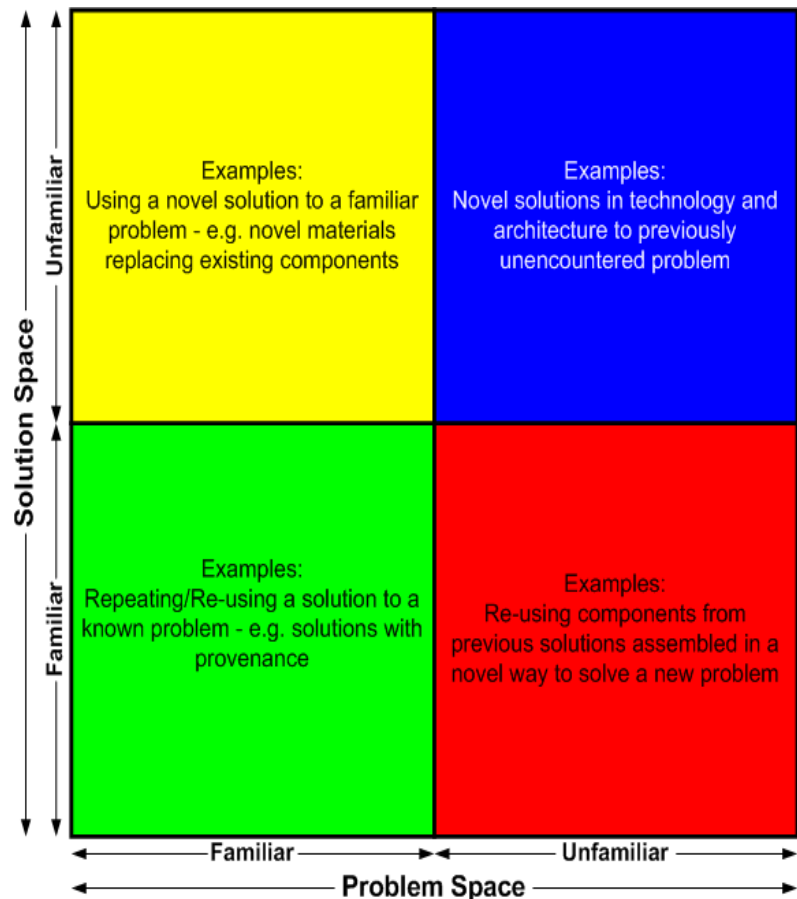 Unfamiliar
Examples:
Using a novel solution to a familiar
problem - e.g. novel materials
replacing existing components
Examples:
Novel solutions in technology and
architecture to previously
unencountered problem
Solution Space
Familiar
Examples:
Repeating/Re-using a solution to a
known problem - e.g. solutions with
provenance
Examples:
Re-using components from
previous solutions assembled in a
novel way to solve a new problem
Familiar
Unfamiliar
Problem Space